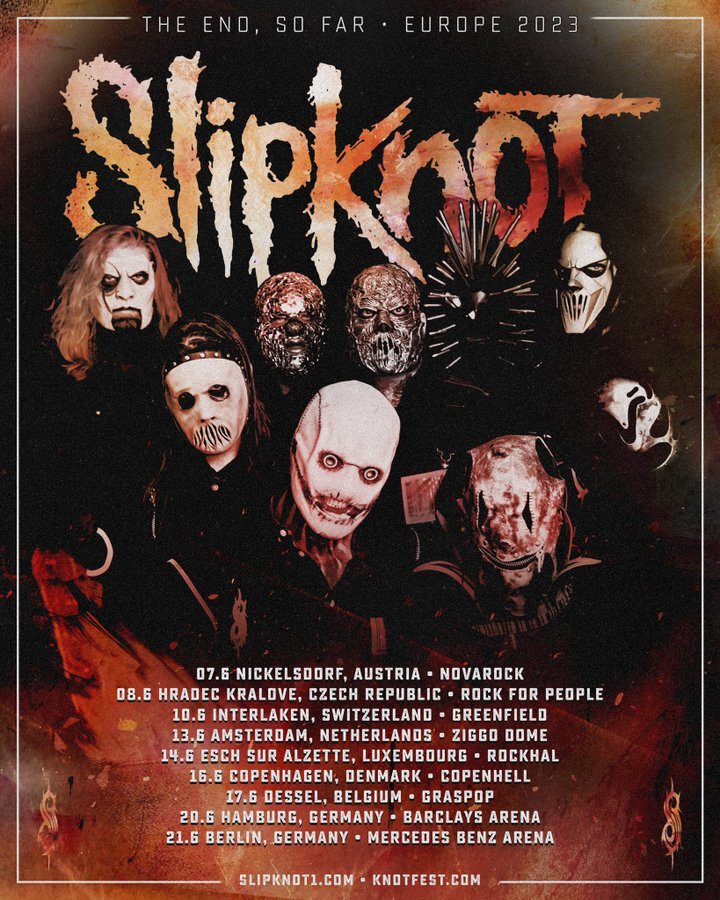 THE END, SO FAR • EUROPE 2023
SlipKnoT
07.6 NICKELSDORF, AUSTRIA • NOVAROCK
08.6 HRADEC KRALOVE, CZECH REPUBLIC • ROCK FOR PEOPLE
10.6 INTERLAKEN, SWITZERLAND • GREENFIELD
13.6 AMSTERDAM, NETHERLANDS • ZIGGO DOME
14.6 ESCH SUR ALZETTE, LUXEMBOURG • ROCKHAL
16.6 COPENHAGEN, DENMARK • COPENHELL
17.6 DESSEL, BELGIUM • GRASPOP
20.6 HAMBURG, GERMANY • BARCLAYS ARENA
21.6 BERLIN, GERMANY • MERCEDES BENZ ARENA
SLIPKNOT1.COM • KNOTFEST.COM